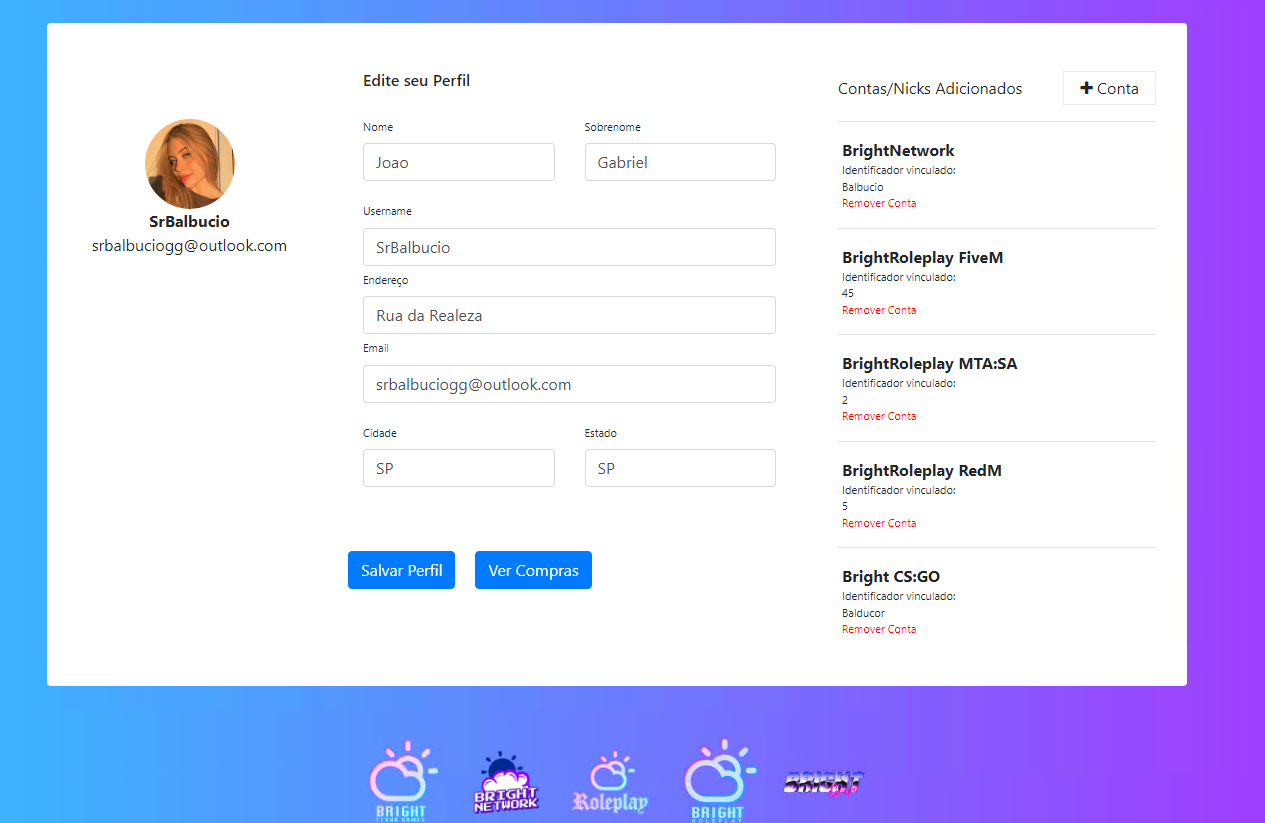 SrBalbucio
srbalbuciogg@outlook.com
Edite seu Perfil
Nome
Sobrenome
Joao
Gabriel
Username
SrBalbucio
Endereço
Rua da Realeza
Email
srbalbuciogg@outlook.com
Cidade
Estado
SP
SP
Salvar Perfil
Ver Compras
Contas/Nicks Adicionados
+ Conta
BrightNetwork
Identificador vinculado:
Balbucio
Remover Conta
BrightRoleplay FiveM
Identificador vinculado:
45
Remover Conta
BrightRoleplay MTA:SA
Identificador vinculado:
2
Remover Conta
BrightRoleplay RedM
Identificador vinculado:
5
Remover Conta
Bright CS:GO
Identificador vinculado:
Balducor
Remover Conta
BRIGHT
BRIGHT
NETWORK
Roleplay
BRIGHT
ROLEPLAY
BRIGHT